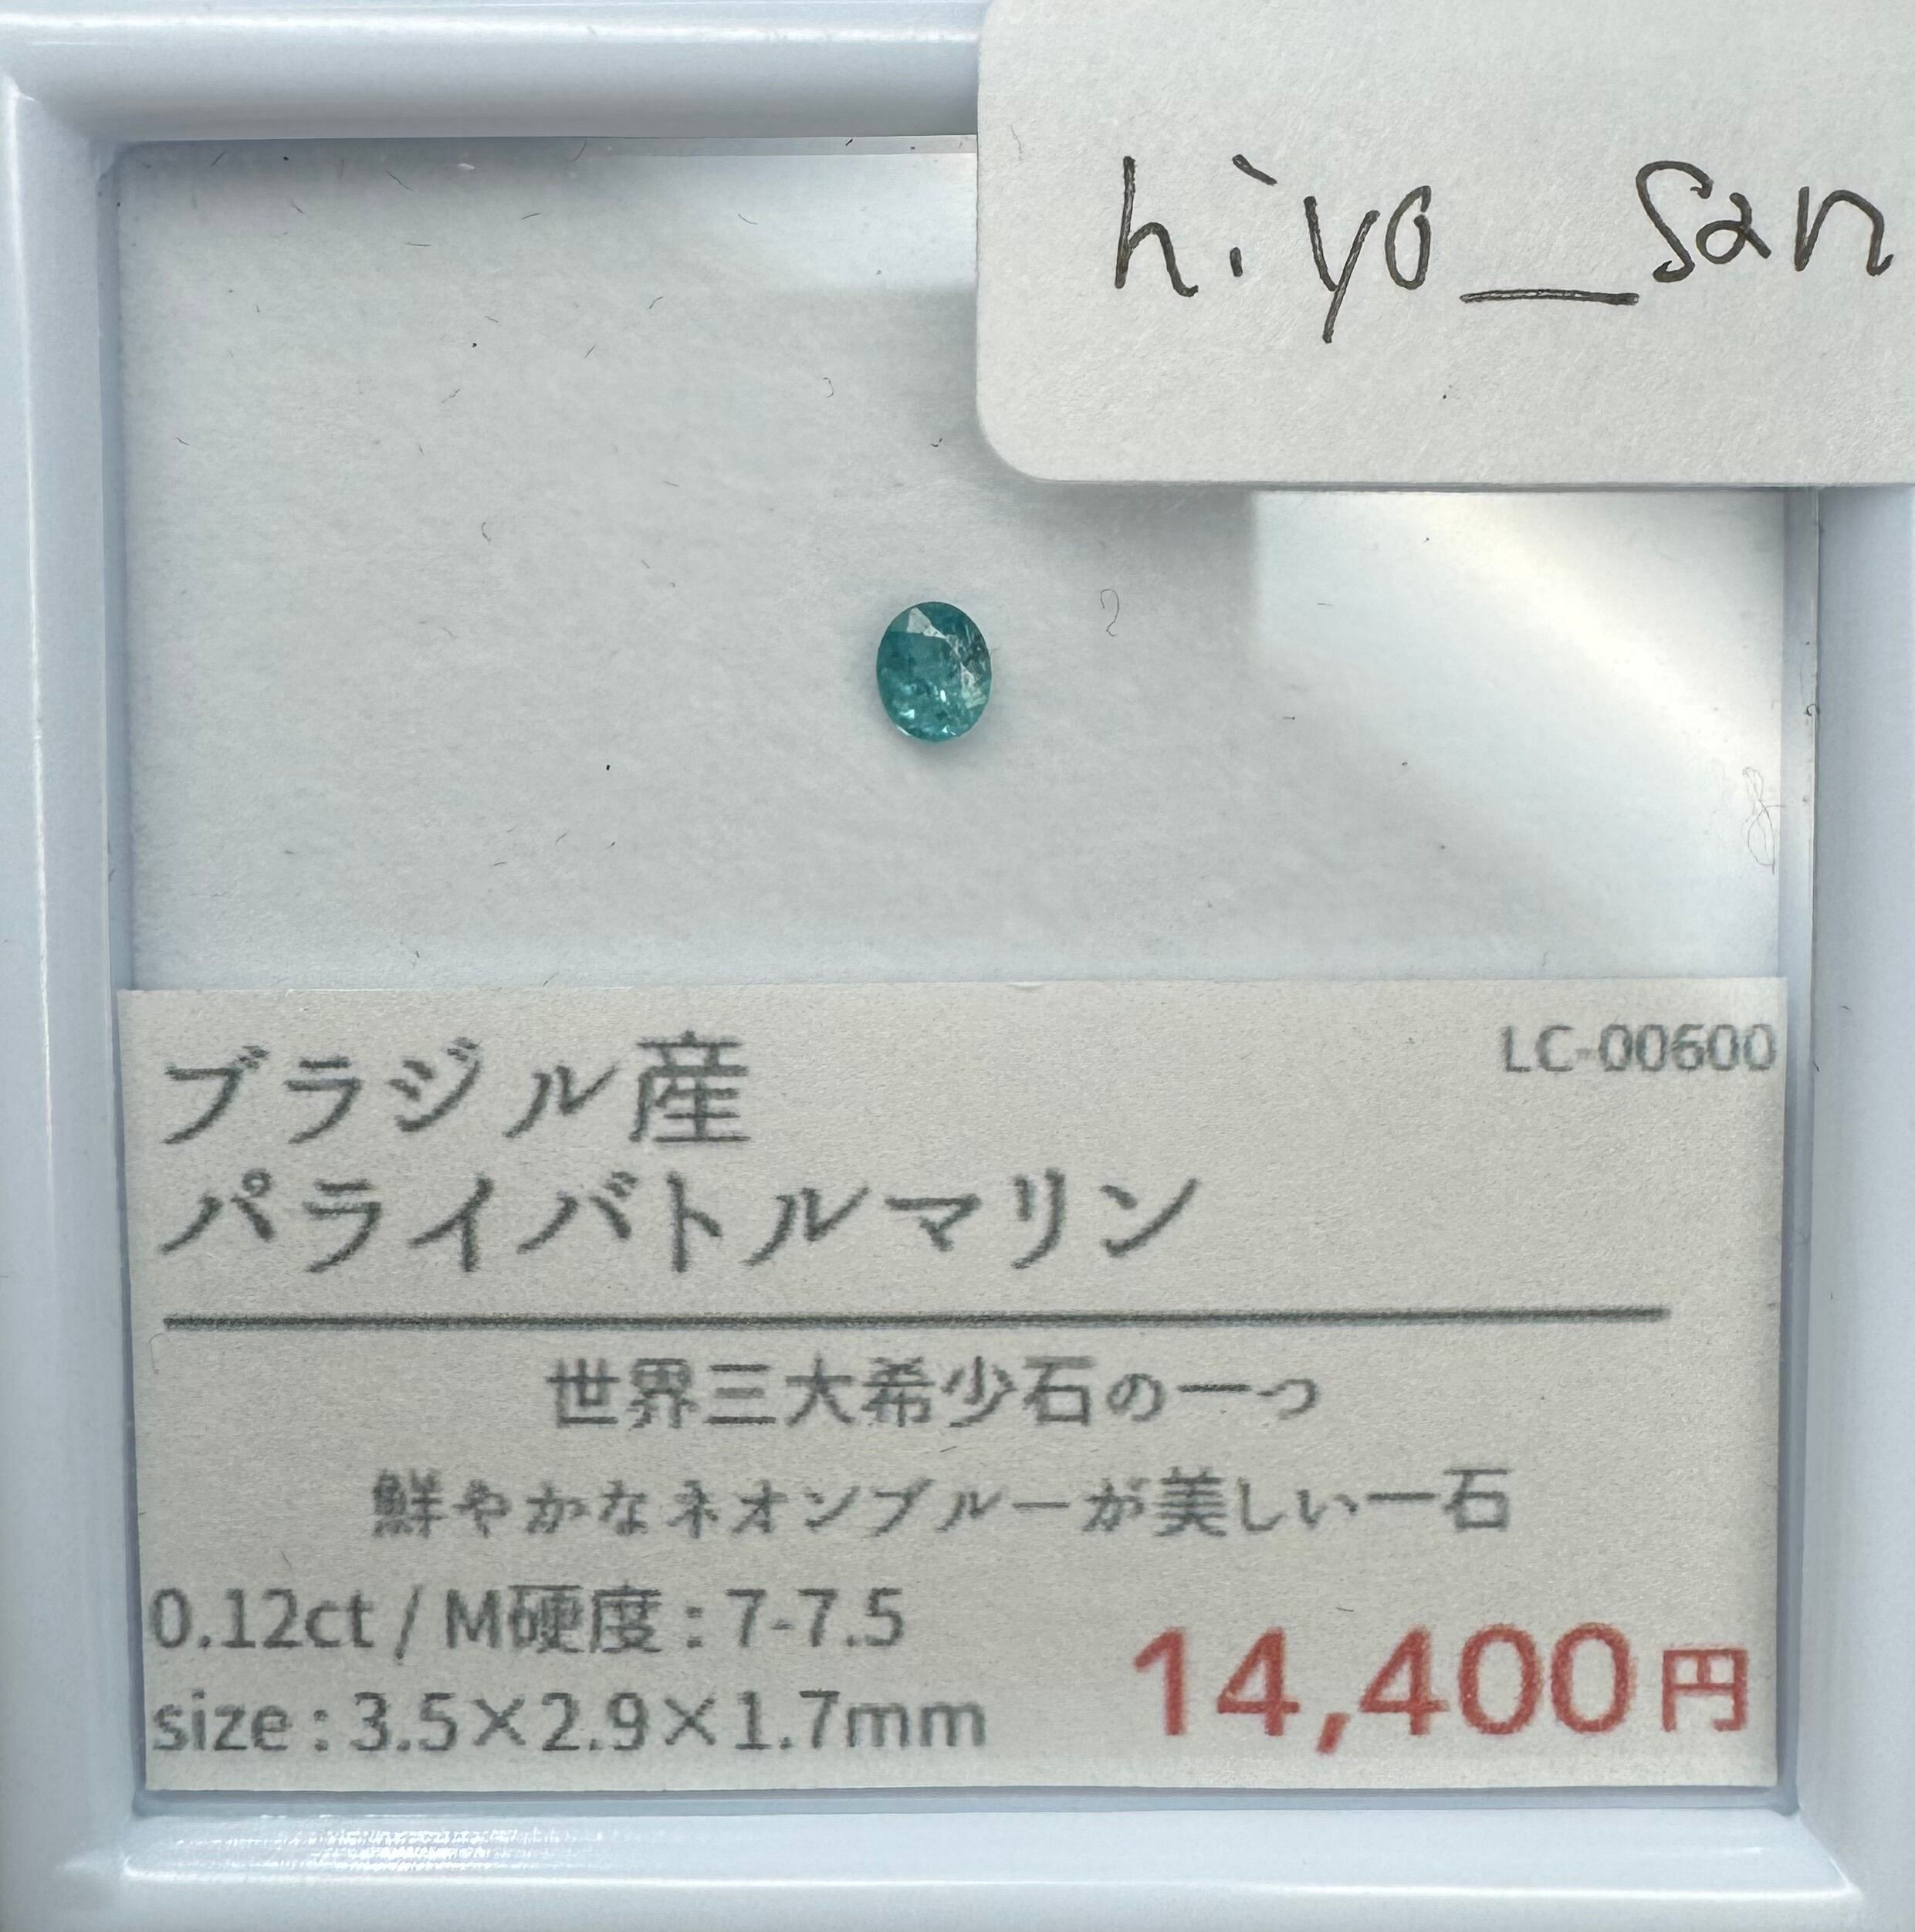 hiyo_san
LC-00600
ブラジル産
パライバトルマリン
世界三大希少石の一つ
鮮やかなネオンブルーが美しい一石
0.12ct / M硬度 : 7-7.5
size : 3.5×2.9×1.7mm
14,400円